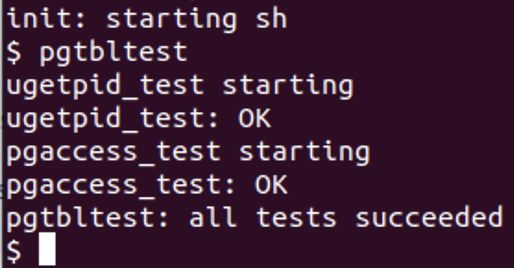 init: starting sh
$ pgtbltest
ugetpid_test starting
ugetpid_test: OK
pgaccess_test starting
pgaccess_test: OK
pgtbltest: all tests succeeded
$